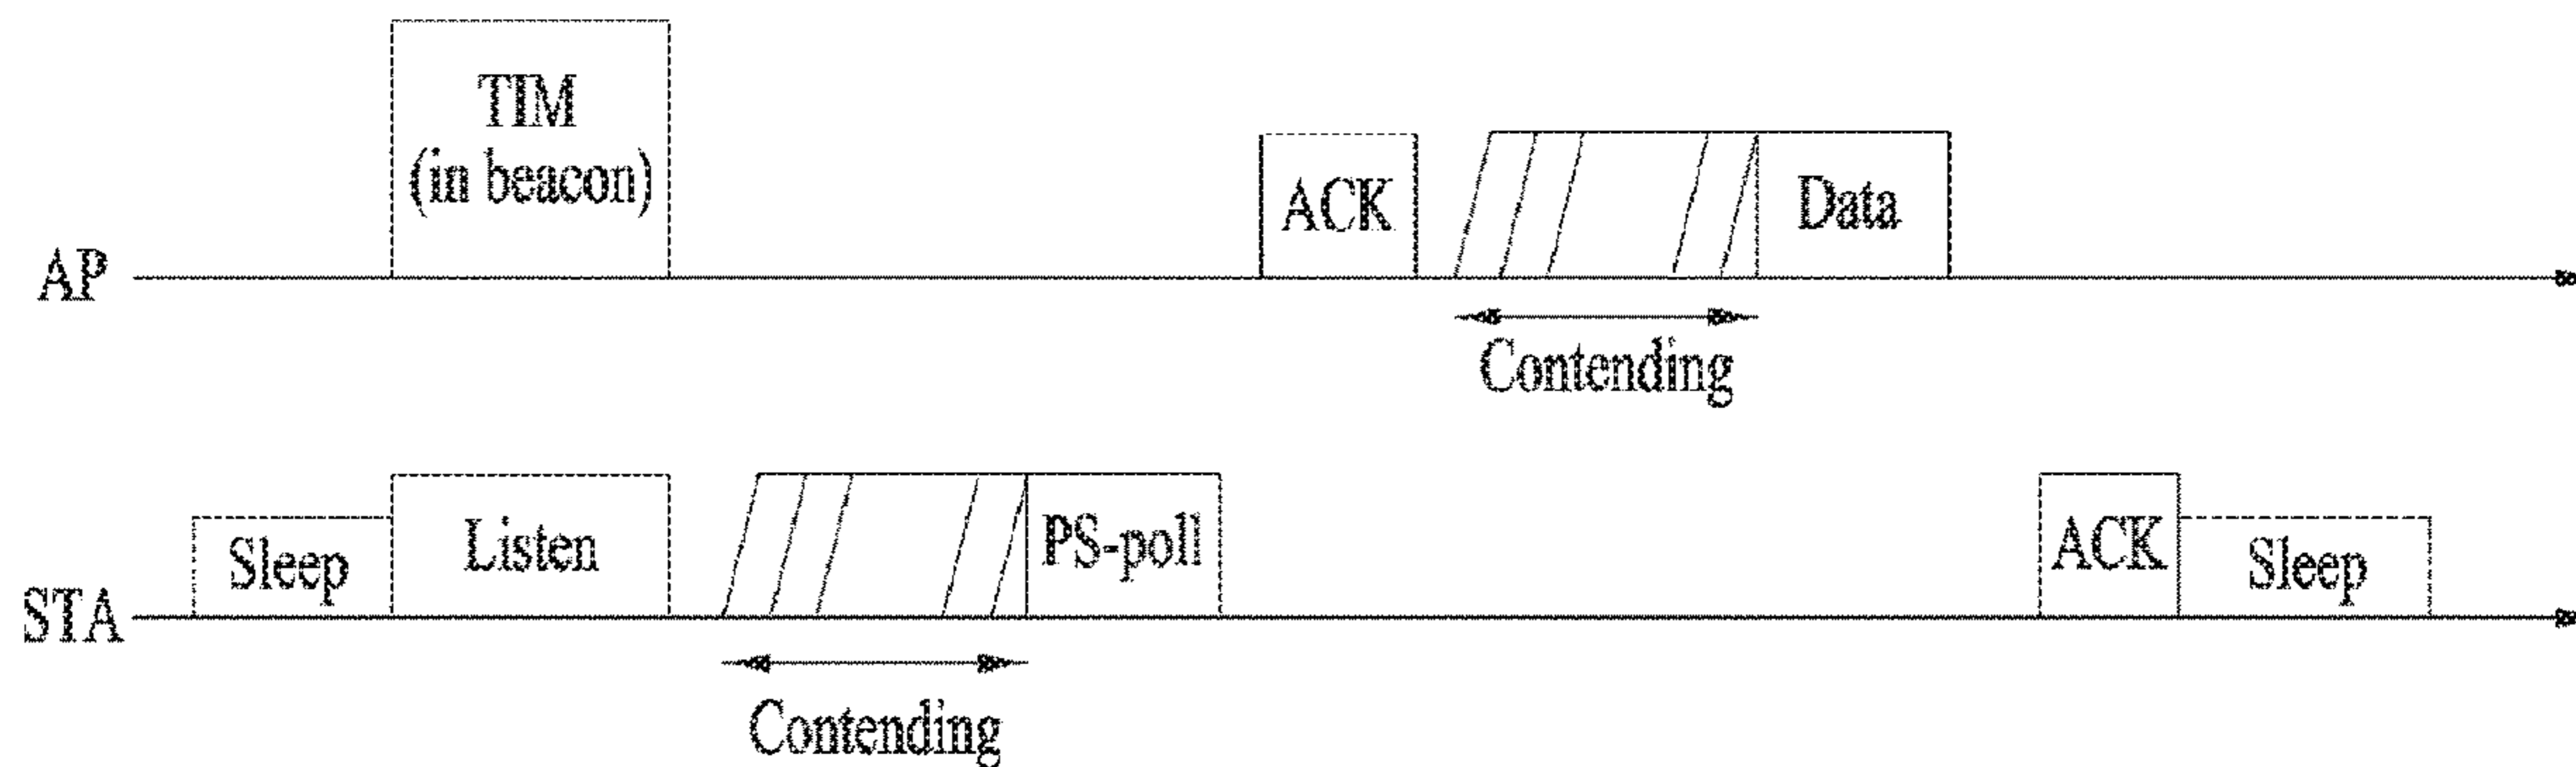 TIM
(in beacon)
AP
ACK
Data
Contending
STA
Sleep
Listen
PS-poll
ACK
Sleep
Contending